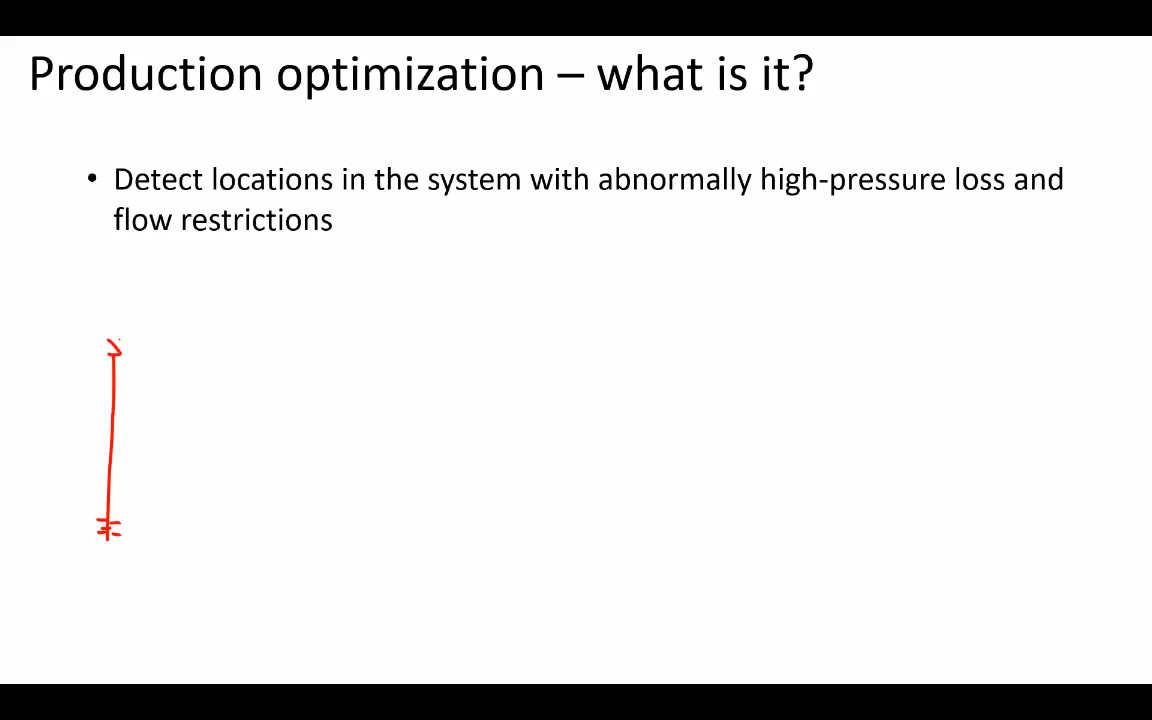 Production optimization – what is it?
• Detect locations in the system with abnormally high-pressure loss and
flow restrictions